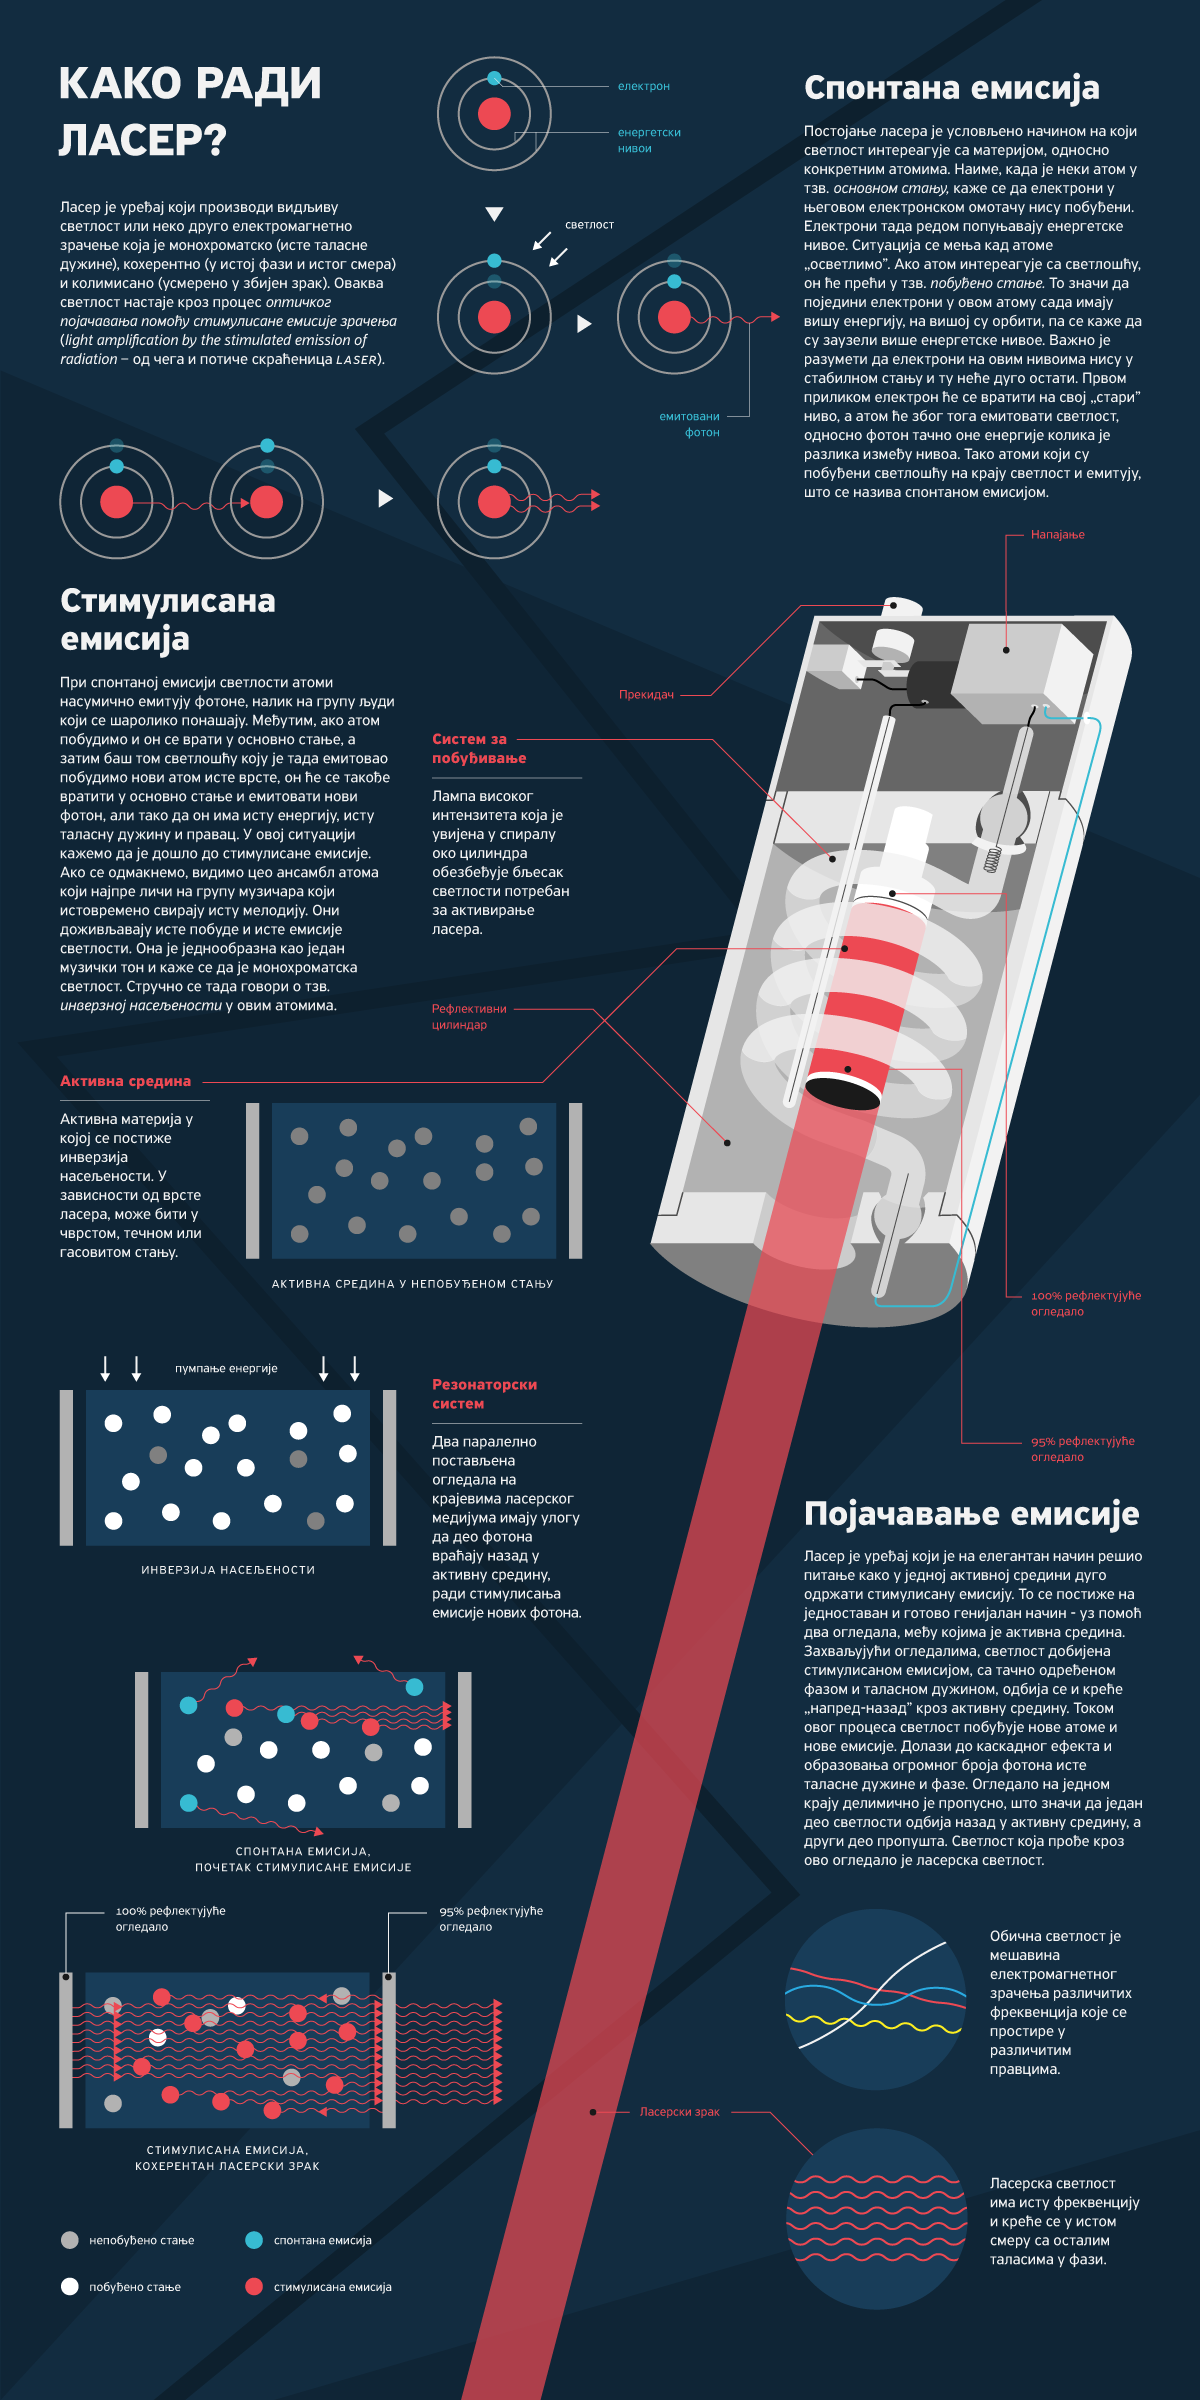 КАКО РАДИ
ЛАСЕР?
Ласер је уређај који производи видљиву
светлост или неко друго електромагнетно
зрачење која је монохроматско (исте таласне
дужине), кохерентно (у истој фази и истог смера)
и колимисано (усмерено у збијен зрак). Оваква
светлост настаје кроз процес оптичког
појачавања помоћу стимулисане емисије зрачења
(light amplification by the stimulated emission of
radiation – од чега и потиче скраћеница LASER).
електрон
енергетски
нивои
светлост
емитовани
фотон
Спонтана емисија
Постојање ласера је условљено начином на који
светлост интереагује са материјом, односно
конкретним атомима. Наиме, када је неки атом у
тзв. основном стању, каже се да електрони у
његовом електронском омотачу нису побуђени.
Електрони тада редом попуњавају енергетске
нивое. Ситуација се мења кад атоме
„осветлимо”. Ако атом интереагује са светлошћу,
он ће прећи у тзв. побуђено стање. То значи да
поједини електрони у овом атому сада имају
вишу енергију, на вишој су орбити, па се каже да
су заузели више енергетске нивое. Важно је
разумети да електрони на овим нивоима нису у
стабилном стању и ту неће дуго остати. Првом
приликом електрон ће се вратити на свој „стари”
ниво, а атом ће због тога емитовати светлост,
односно фотон тачно оне енергије колика је
разлика између нивоа. Тако атоми који су
побуђени светлошћу на крају светлост и емитују,
што се назива спонтаном емисијом.
Стимулисана
емисија
При спонтаној емисији светлости атоми
насумично емитују фотоне, налик на групу људи
који се шаролико понашају. Међутим, ако атом
побудимо и он се врати у основно стање, а
затим баш том светлошћу коју је тада емитовао
побудимо нови атом исте врсте, он ће се такође
вратити у основно стање и емитовати нови
фотон, али тако да он има исту енергију, исту
таласну дужину и правац. У овој ситуацији
кажемо да је дошло до стимулисане емисије.
Ако се одмакнемо, видимо цео ансамбл атома
који најпре личи на групу музичара који
истовремено свирају исту мелодију. Они
доживљавају исте побуде и исте емисије
светлости. Она је једнообразна као један
музички тон и каже се да је монохроматска
светлост. Стручно се тада говори о тзв.
инверзној насељености у овим атомима.
Напајање
Прекидач
Систем за
побуђивање
Лампа високог
интензитета која је
увијена у спиралу
око цилиндра
обезбеђује бљесак
светлости потребан
за активирање
ласера.
Рефлективни
цилиндар
Активна средина
Активна материја у
којој се постиже
инверзија
насељености. У
зависности од врсте
ласера, може бити у
чврстом, течном или
гасовитом стању.
АКТИВНА СРЕДИНА У НЕПОБУЂЕНОМ СТАЊУ
100% рефлектујуће
огледало
95% рефлектујуће
огледало
пумпање енергије
ИНВЕРЗИЈА НАСЕЉЕНОСТИ
Резонаторски
систем
Два паралелно
постављена
огледала на
крајевима ласерског
медијума имају улогу
да део фотона
враћају назад у
активну средину,
ради стимулисања
емисије нових фотона.
Појачавање емисије
Ласер је уређај који је на елегантан начин решио
питање како у једној активној средини дуго
одржати стимулисану емисију. То се постиже на
једноставан и готово генијалан начин - уз помоћ
два огледала, међу којима је активна средина.
Захваљујући огледалима, светлост добијена
стимулисаном емисијом, са тачно одређеном
фазом и таласном дужином, одбија се и креће
„напред-назад” кроз активну средину. Током
овог процеса светлост побуђује нове атоме и
нове емисије. Долази до каскадног ефекта и
образовања огромног броја фотона исте
таласне дужине и фазе. Огледало на једном
крају делимично је пропусно, што значи да један
део светлости одбија назад у активну средину, а
други део пропушта. Светлост која прође кроз
ово огледало је ласерска светлост.
СПОНТАНА ЕМИСИЈА,
ПОЧЕТАК СТИМУЛИСАНЕ ЕМИСИЈЕ
100% рефлектујуће
огледало
95% рефлектујуће
огледало
СТИМУЛИСАНА ЕМИСИЈА,
КОХЕРЕНТАН ЛАСЕРСКИ ЗРАК
Обична светлост је
мешавина
електромагнетног
зрачења различитих
фреквенција које се
простире у
различитим
правцима.
Ласерски зрак
Ласерска светлост
има исту фреквенцију
и креће се у истом
смеру са осталим
таласима у фази.
непобуђено стање
спонтана емисија
побуђено стање
стимулисана емисија